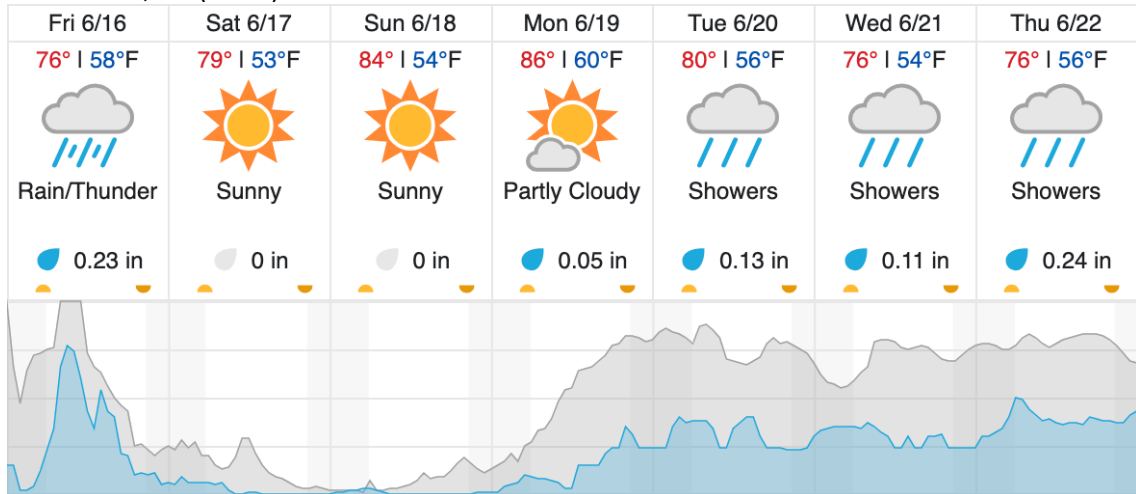 Fri 6/16 Sat 6/17 Sun 6/18 Mon 6/19 Tue 6/20 Wed 6/21 Thu 6/22
76° | 58°F 79° | 53°F 84° | 54°F 86° | 60°F 80° | 56°F 76° | 54°F 76° | 56°F
Rain/Thunder Sunny Sunny Partly Cloudy Showers Showers Showers
0.23 in 0 in 0 in 0.05 in 0.13 in 0.11 in 0.24 in